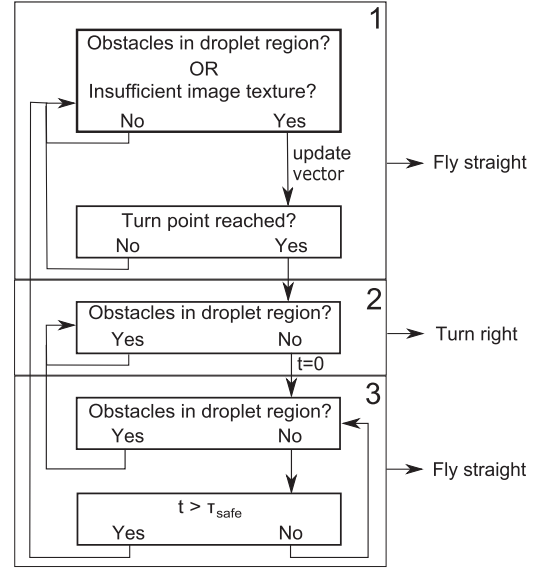 1
Obstacles in droplet region?
OR
Insufficient image texture?
No Yes
update
vector
Fly straight
Turn point reached?
No Yes
2
Obstacles in droplet region?
Yes No
Turn right
t=0
3
Obstacles in droplet region?
Yes No
Fly straight
t > τsafe
Yes No